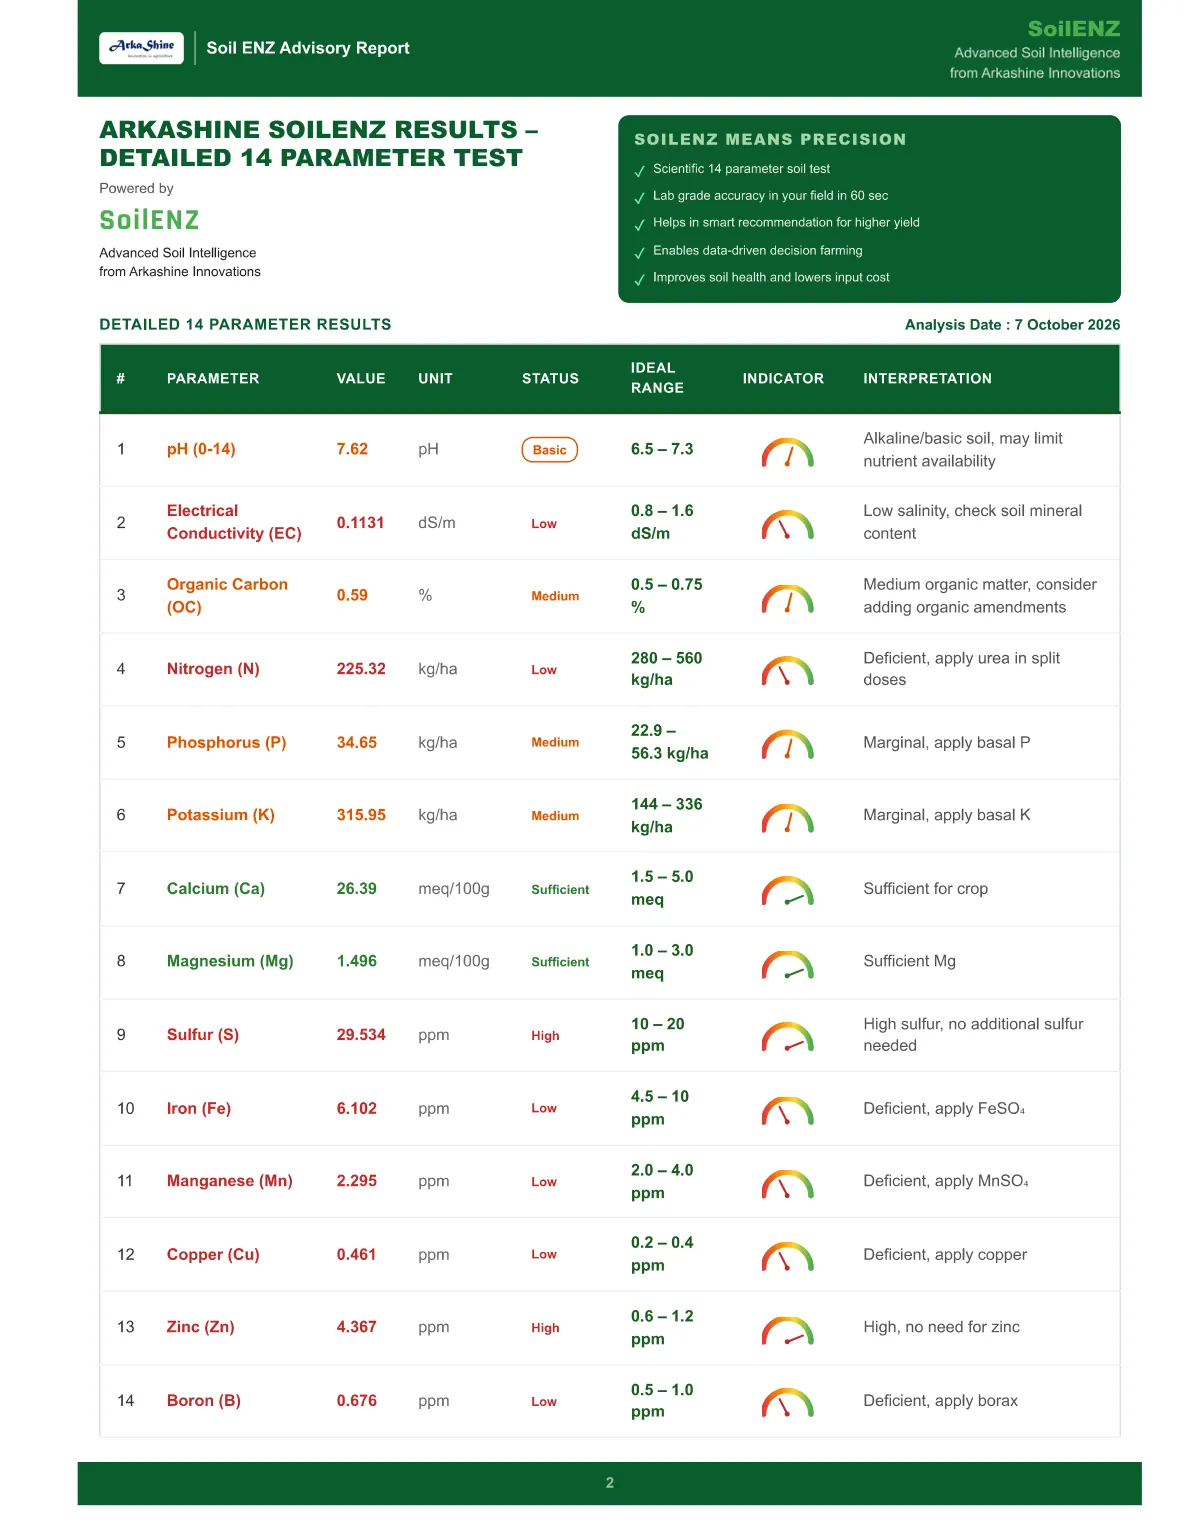 Arka Shine
Innovation in agriculture
Soil ENZ Advisory Report
SoilENZ
Advanced Soil Intelligence
from Arkashine Innovations
ARKASHINE SOILENZ RESULTS –
DETAILED 14 PARAMETER TEST
Powered by
SoilENZ
Advanced Soil Intelligence
from Arkashine Innovations
SOILENZ MEANS PRECISION
✓ Scientific 14 parameter soil test
✓ Lab grade accuracy in your field in 60 sec
✓ Helps in smart recommendation for higher yield
✓ Enables data-driven decision farming
✓ Improves soil health and lowers input cost
DETAILED 14 PARAMETER RESULTS
Analysis Date : 7 October 2026
# PARAMETER VALUE UNIT STATUS IDEAL RANGE INDICATOR INTERPRETATION
1 pH (0-14) 7.62 pH Basic 6.5 – 7.3 Alkaline/basic soil, may limit nutrient availability
2 Electrical Conductivity (EC) 0.1131 dS/m Low 0.8 – 1.6 dS/m Low salinity, check soil mineral content
3 Organic Carbon (OC) 0.59 % Medium 0.5 – 0.75 % Medium organic matter, consider adding organic amendments
4 Nitrogen (N) 225.32 kg/ha Low 280 – 560 kg/ha Deficient, apply urea in split doses
5 Phosphorus (P) 34.65 kg/ha Medium 22.9 – 56.3 kg/ha Marginal, apply basal P
6 Potassium (K) 315.95 kg/ha Medium 144 – 336 kg/ha Marginal, apply basal K
7 Calcium (Ca) 26.39 meq/100g Sufficient 1.5 – 5.0 meq Sufficient for crop
8 Magnesium (Mg) 1.496 meq/100g Sufficient 1.0 – 3.0 meq Sufficient Mg
9 Sulfur (S) 29.534 ppm High 10 – 20 ppm High sulfur, no additional sulfur needed
10 Iron (Fe) 6.102 ppm Low 4.5 – 10 ppm Deficient, apply FeSO₄
11 Manganese (Mn) 2.295 ppm Low 2.0 – 4.0 ppm Deficient, apply MnSO₄
12 Copper (Cu) 0.461 ppm Low 0.2 – 0.4 ppm Deficient, apply copper
13 Zinc (Zn) 4.367 ppm High 0.6 – 1.2 ppm High, no need for zinc
14 Boron (B) 0.676 ppm Low 0.5 – 1.0 ppm Deficient, apply borax
2